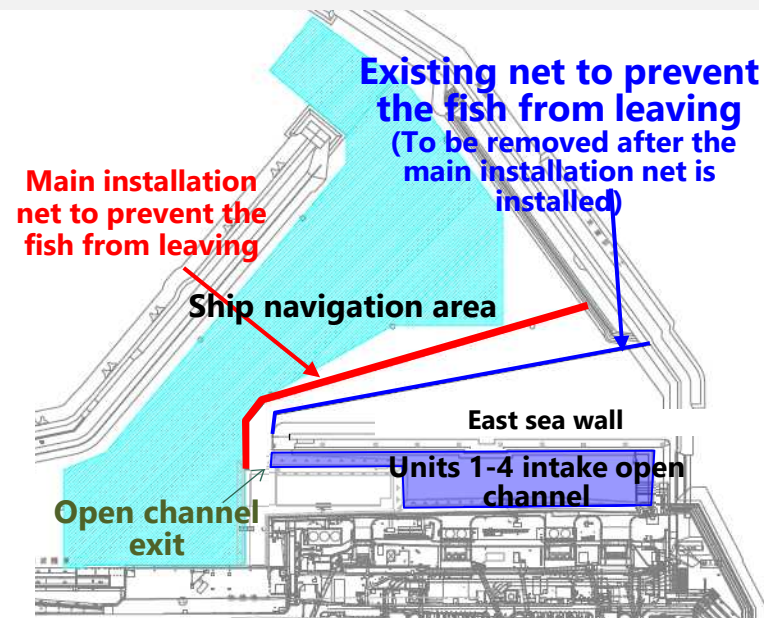 Existing net to prevent
the fish from leaving
(To be removed after the
main installation net is
installed)
Main installation
net to prevent the
fish from leaving
Ship navigation area
East sea wall
Units 1-4 intake open
channel
Open channel
exit